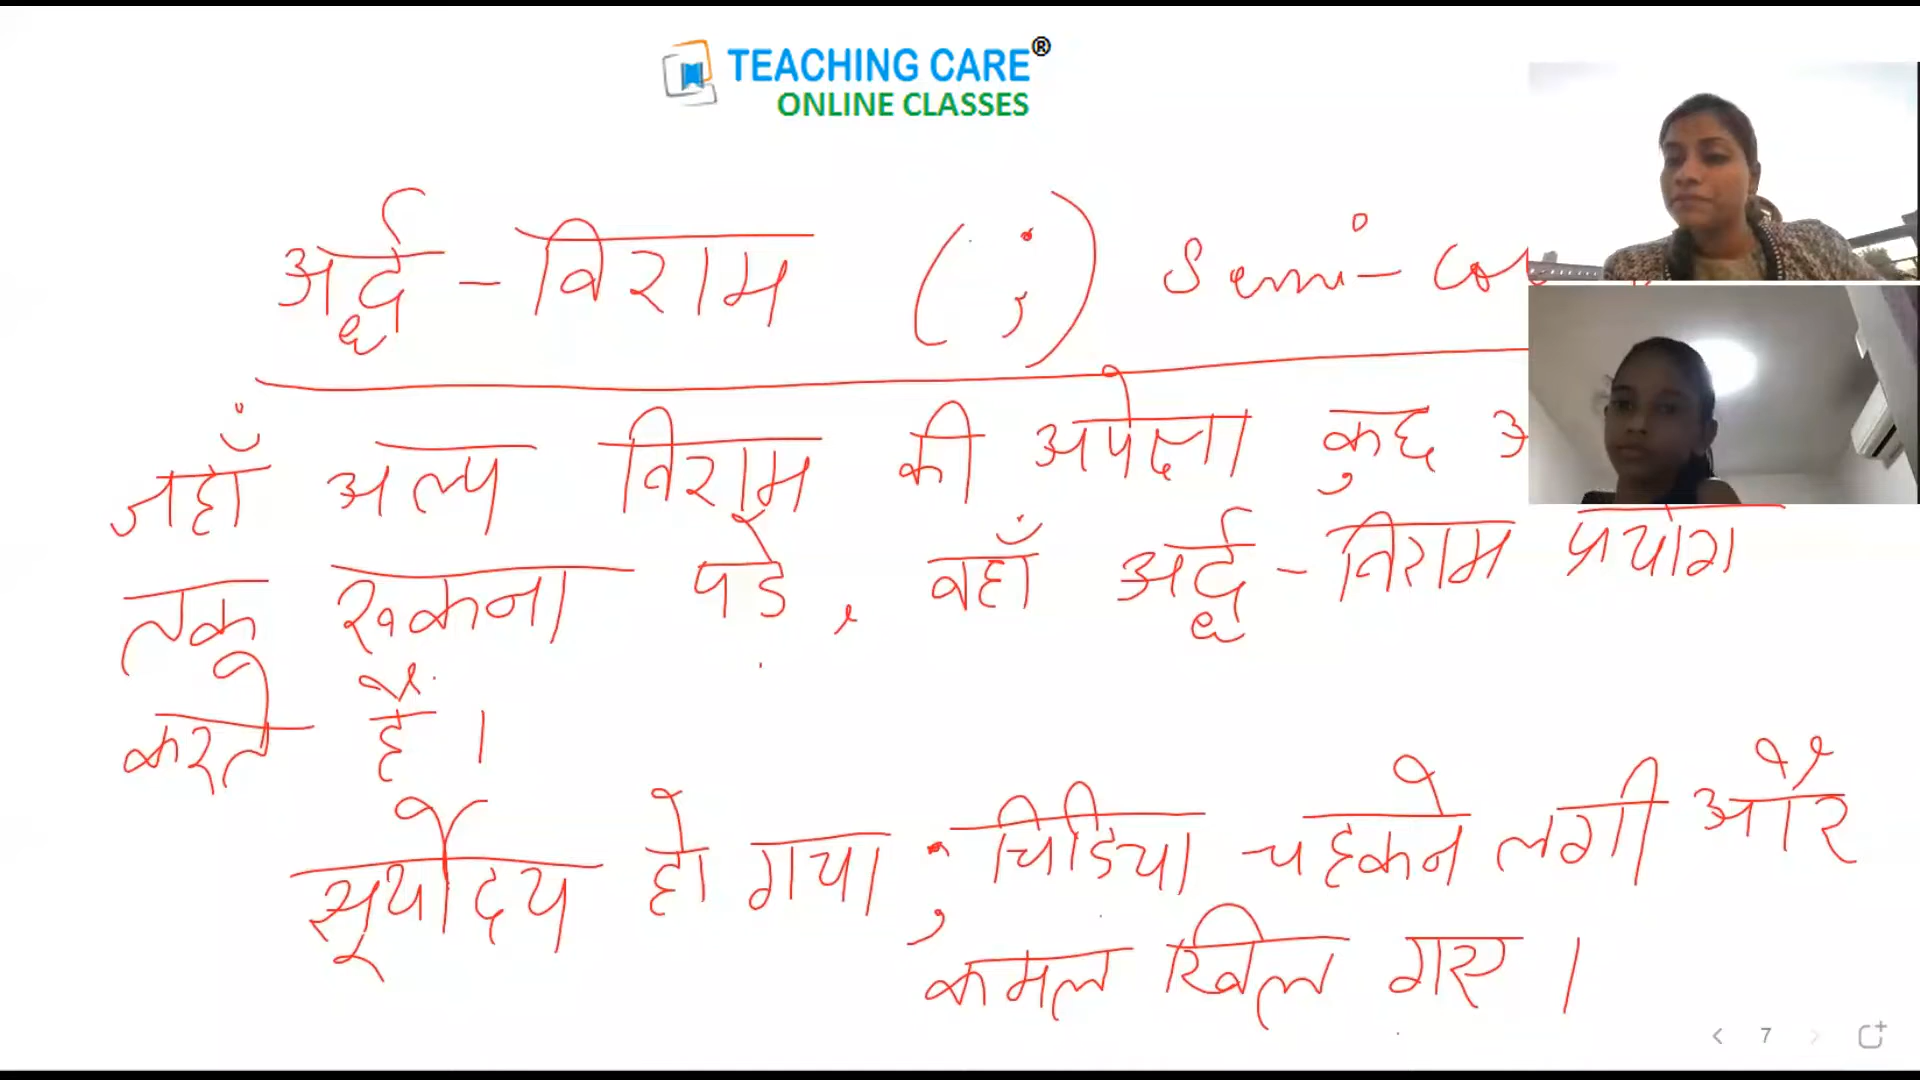 TEACHING CARE®
ONLINE CLASSES
अर्द्ध - विराम ( ; ) Semi-
जहाँ अल्प विराम की अपेक्षा कुछ
तक रुकना पडे , वहाँ अर्द्ध - विराम प्रयोग
करते हैं ।
सूर्योदय हो गया ; चिडिया चहकने लगी और
कमल खिल गए ।
7